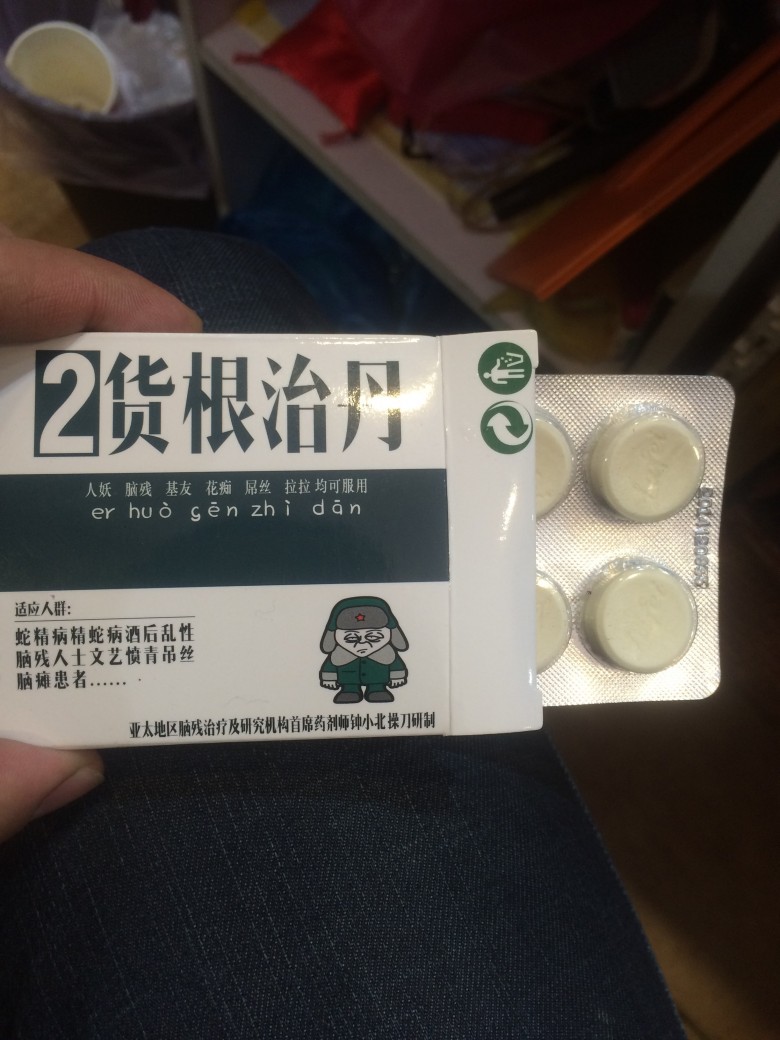 2货根治丹
人妖 脑残 基友 花痴 屌丝 拉拉 均可服用
er huò gēn zhì dān
适应人群:
蛇精病精蛇病酒后乱性
脑残人士文艺愤青吊丝
脑瘫患者……
亚太地区脑残治疗及研究机构首席药剂师钟小北操刀研制